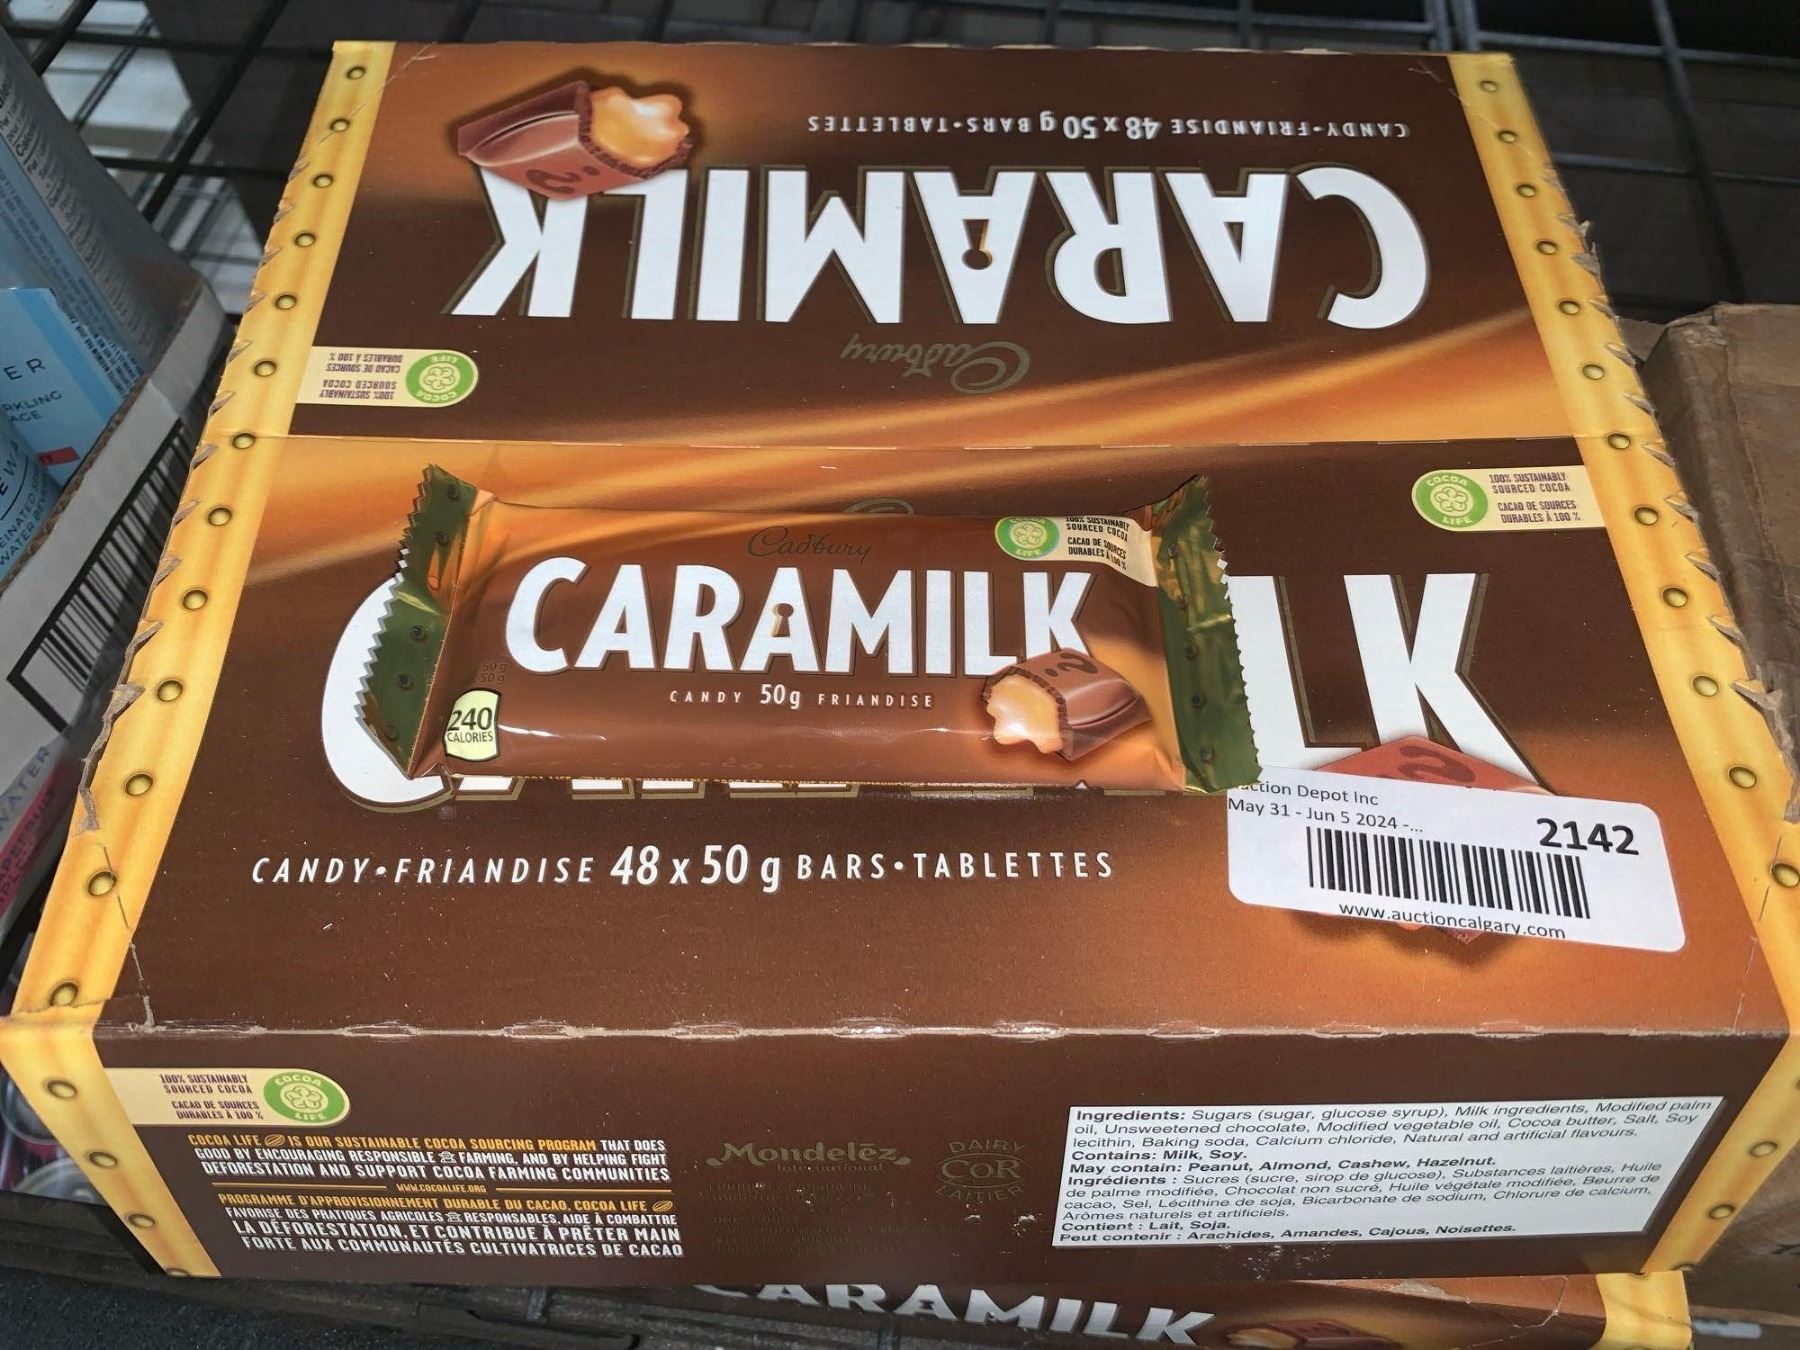 CANDY•FRIANDISE 48 x 50 g BARS•TABLETTES
CARAMILK
Cadbury
100% SUSTAINABLY
SOURCED COCOA
CACAO DE SOURCES
DURABLES À 100 %
COCOA
LIFE
COCOA
LIFE
100% SUSTAINABLY
SOURCED COCOA
CACAO DE SOURCES
DURABLES À 100 %
Cadbury
LIFE
100% SUSTAINABLY
SOURCED COCOA
CACAO DE SOURCES
DURABLES À 100 %
CARAMILK
CANDY 50g FRIANDISE
50 g
50 g
240
CALORIES
LK
CANDY•FRIANDISE 48 x 50 g BARS•TABLETTES
Depot Inc
May 31 - Jun 5 2024 -...
2142
www.auctioncalgary.com
100% SUSTAINABLY
SOURCED COCOA
CACAO DE SOURCES
DURABLES À 100 %
COCOA
LIFE
COCOA LIFE IS OUR SUSTAINABLE COCOA SOURCING PROGRAM THAT DOES
GOOD BY ENCOURAGING RESPONSIBLE FARMING, AND BY HELPING FIGHT
DEFORESTATION AND SUPPORT COCOA FARMING COMMUNITIES
WWW.COCOALIFE.ORG
PROGRAMME D'APPROVISIONNEMENT DURABLE DU CACAO, COCOA LIFE
FAVORISE DES PRATIQUES AGRICOLES RESPONSABLES, AIDE À COMBATTRE
LA DÉFORESTATION, ET CONTRIBUE À PRÊTER MAIN
FORTE AUX COMMUNAUTÉS CULTIVATRICES DE CACAO
Mondelēz
International
DAIRY
COR
LAITIER
Ingredients: Sugars (sugar, glucose syrup), Milk ingredients, Modified palm
oil, Unsweetened chocolate, Modified vegetable oil, Cocoa butter, Salt, Soy
lecithin, Baking soda, Calcium chloride, Natural and artificial flavours.
Contains: Milk, Soy.
May contain: Peanut, Almond, Cashew, Hazelnut.
Ingrédients : Sucres (sucre, sirop de glucose), Substances laitières, Huile
de palme modifiée, Chocolat non sucré, Huile végétale modifiée, Beurre de
cacao, Sel, Lécithine de soja, Bicarbonate de sodium, Chlorure de calcium,
Arômes naturels et artificiels.
Contient : Lait, Soja.
Peut contenir : Arachides, Amandes, Cajous, Noisettes.
CARAMILK
WATER